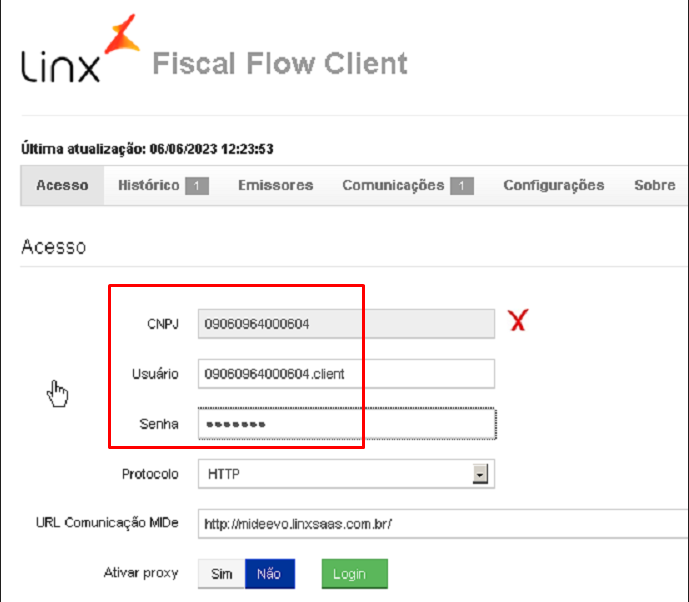 Linx Fiscal Flow Client
Última atualização: 06/06/2023 12:23:53
Acesso Histórico 1 Emissores Comunicações 1 Configurações Sobre
Acesso
CNPJ 09060964000604 X
Usuário 09060964000604.client
Senha •••••••
Protocolo HTTP
URL Comunicação MIDe http://mideevo.linxsaas.com.br/
Ativar proxy Sim Não Login